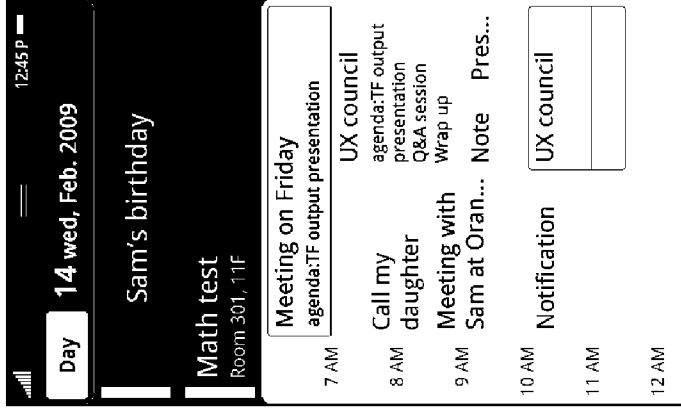 12:45 P
Day
14 wed, Feb. 2009
Sam's birthday
Math test
Room 301, 11F
Meeting on Friday
agenda:TF output presentation
7 AM
UX council
agenda:TF output
presentation
Q&A session
Wrap up
Call my
daughter
8 AM
Meeting with
Sam at Oran...
Note
Pres...
9 AM
10 AM
Notification
UX council
11 AM
12 AM